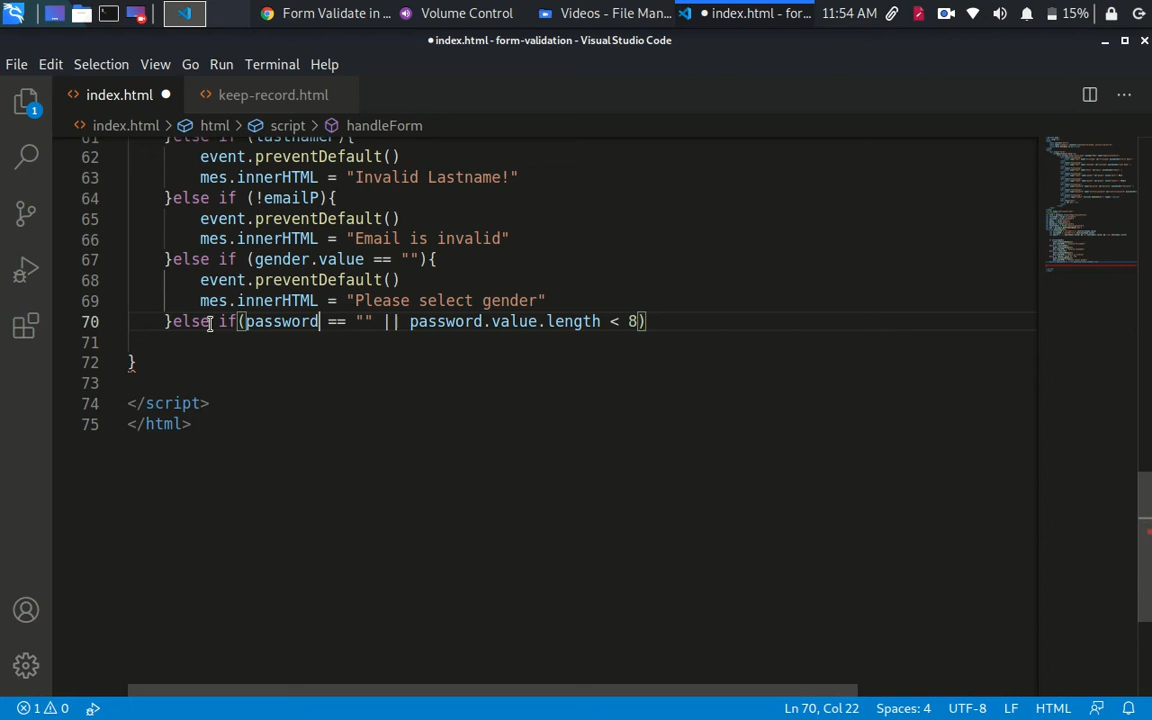 Form Validate in ...
Volume Control
Videos - File Man...
index.html - for...
11:54 AM
15%
index.html - form-validation - Visual Studio Code
File Edit Selection View Go Run Terminal Help
<> index.html
<> keep-record.html
...
<> index.html > html > script > handleForm
1
62 event.preventDefault()
63 mes.innerHTML = "Invalid Lastname!"
64 }else if (!emailP){
65 event.preventDefault()
66 mes.innerHTML = "Email is invalid"
67 }else if (gender.value == ""){
68 event.preventDefault()
69 mes.innerHTML = "Please select gender"
70 }else if(password == "" || password.value.length < 8)
71
72 }
73
74 </script>
75 </html>
1 0
Ln 70, Col 22 Spaces: 4 UTF-8 LF HTML